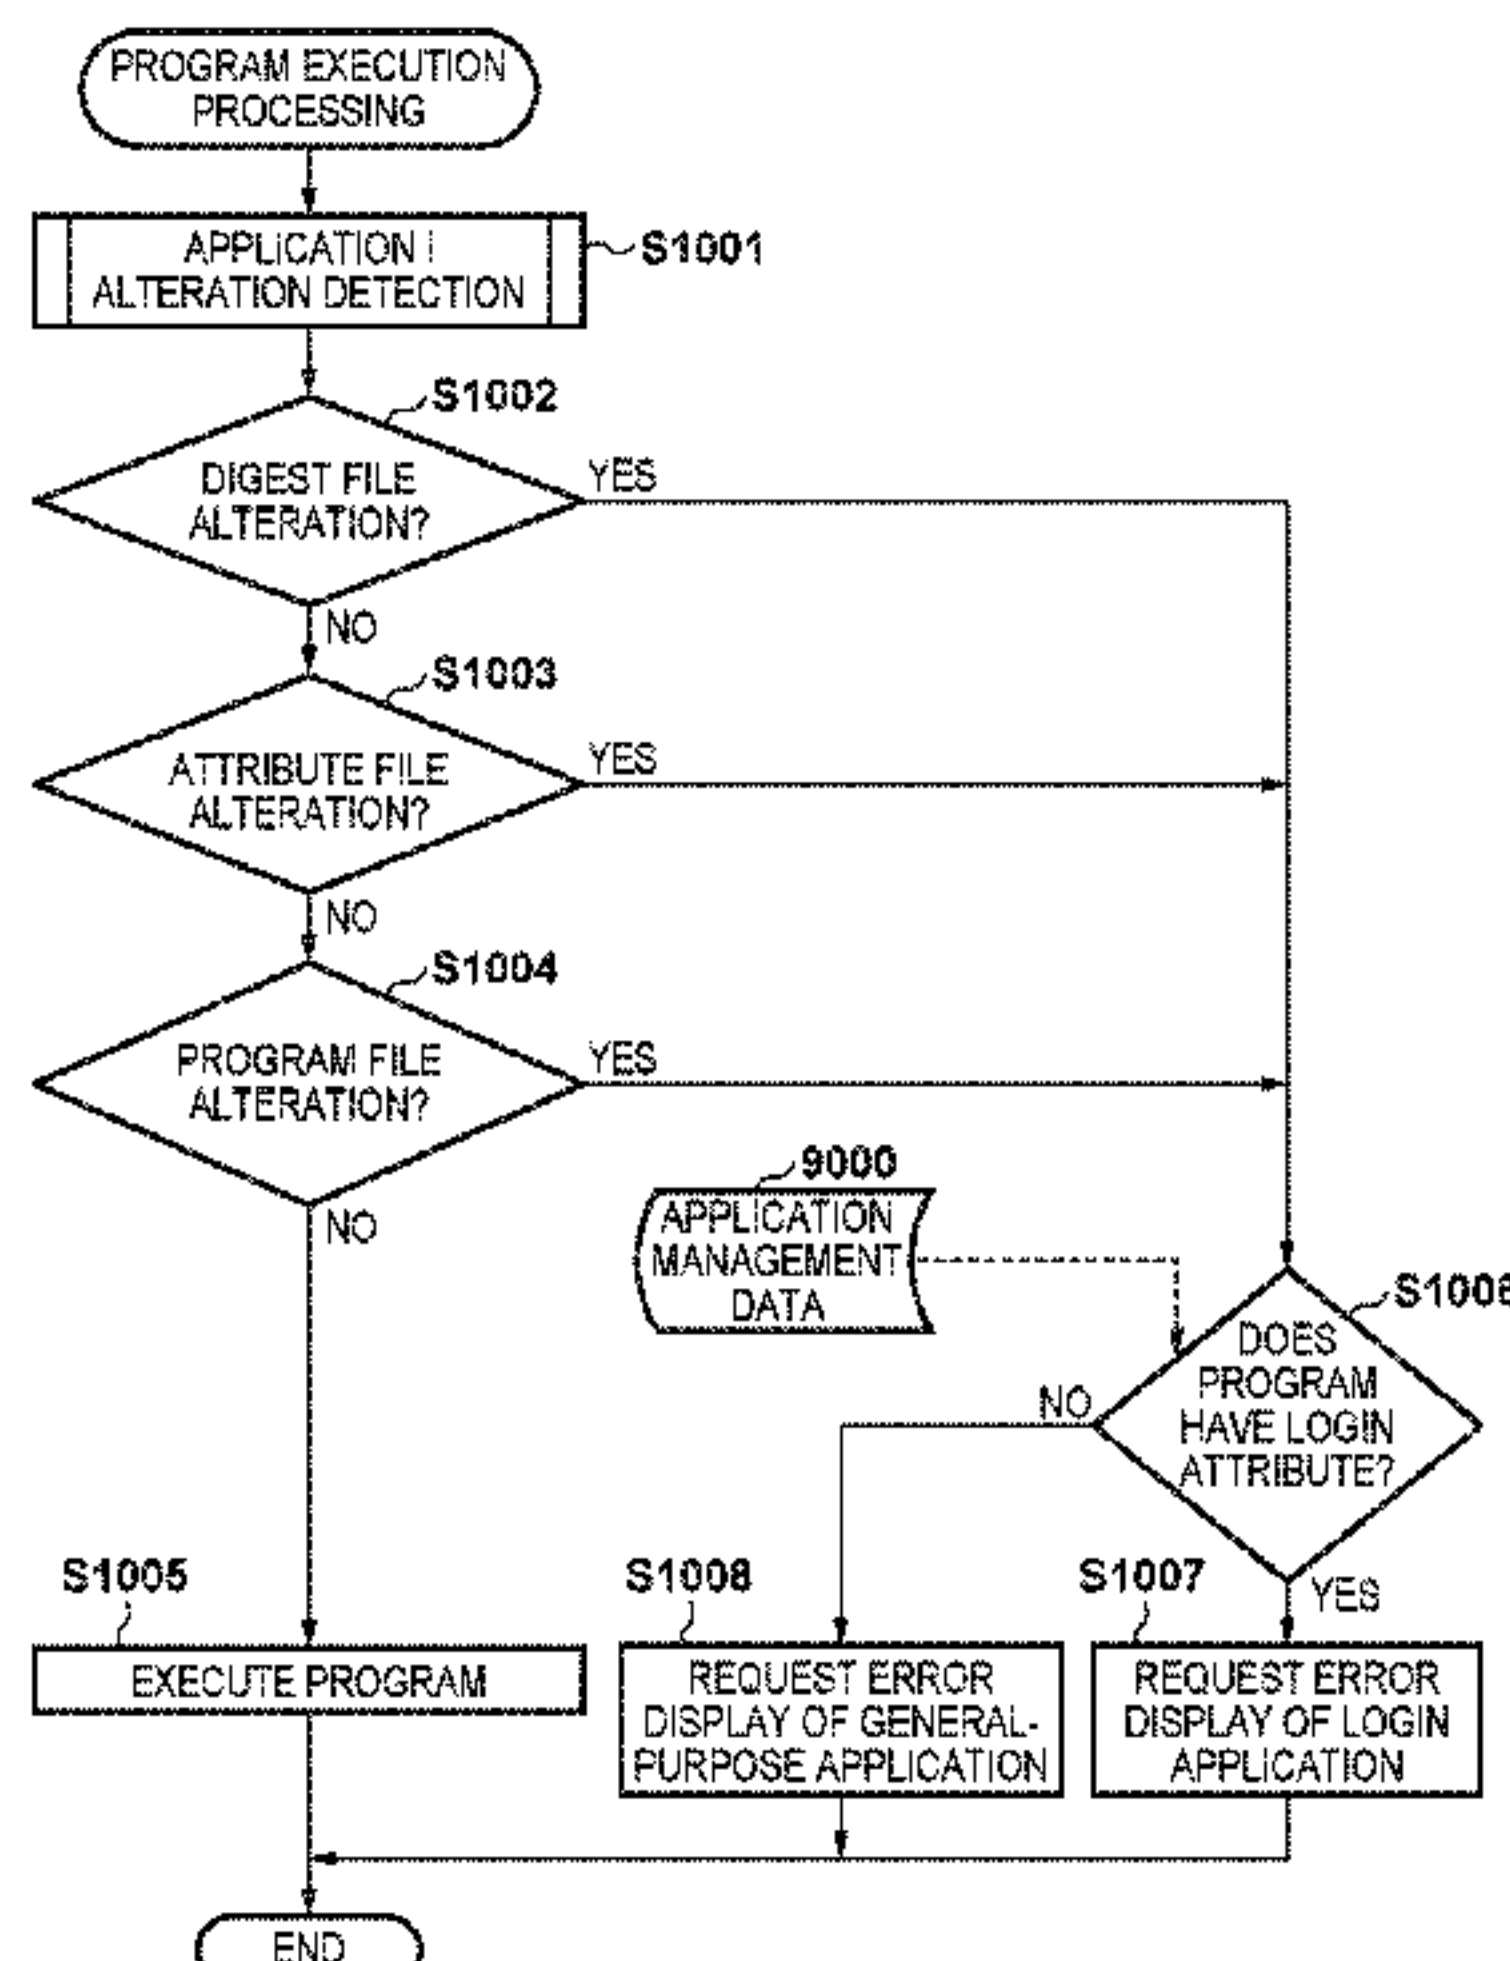 PROGRAM EXECUTION
PROCESSING
APPLICATION
ALTERATION DETECTION
S1001
S1002
DIGEST FILE
ALTERATION?
YES
NO
S1003
ATTRIBUTE FILE
ALTERATION?
YES
NO
S1004
PROGRAM FILE
ALTERATION?
YES
NO
9000
APPLICATION
MANAGEMENT
DATA
S1006
DOES
PROGRAM
HAVE LOGIN
ATTRIBUTE?
NO
YES
S1005
EXECUTE PROGRAM
S1008
REQUEST ERROR
DISPLAY OF GENERAL-
PURPOSE APPLICATION
S1007
REQUEST ERROR
DISPLAY OF LOGIN
APPLICATION
END